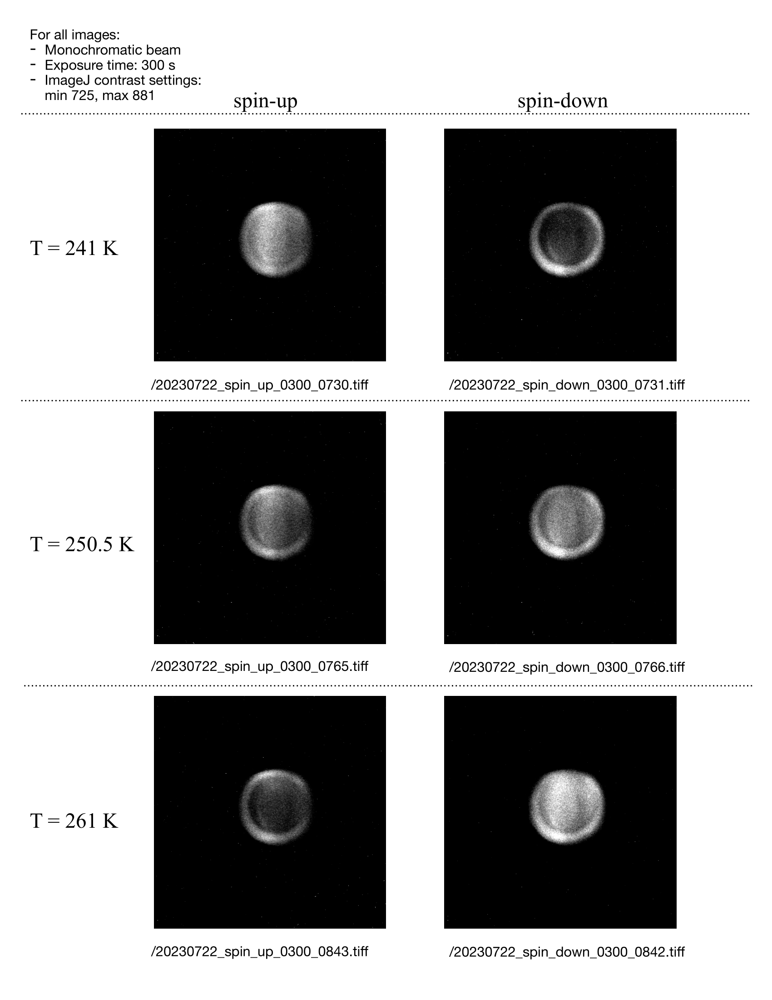 For all images:
- Monochromatic beam
- Exposure time: 300 s
- ImageJ contrast settings:
min 725, max 881
spin-up
spin-down
T = 241 K
/20230722_spin_up_0300_0730.tiff
/20230722_spin_down_0300_0731.tiff
T = 250.5 K
/20230722_spin_up_0300_0765.tiff
/20230722_spin_down_0300_0766.tiff
T = 261 K
/20230722_spin_up_0300_0843.tiff
/20230722_spin_down_0300_0842.tiff